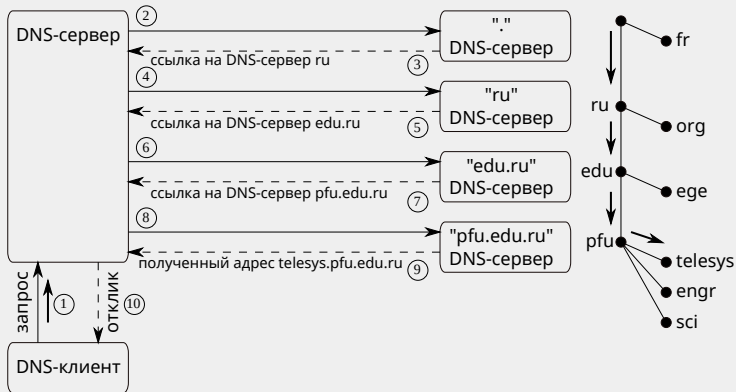 DNS-сервер
2
"."
DNS-сервер
ссылка на DNS-сервер ru
3
4
"ru"
DNS-сервер
ссылка на DNS-сервер edu.ru
5
6
"edu.ru"
DNS-сервер
ссылка на DNS-сервер pfu.edu.ru
7
8
"pfu.edu.ru"
DNS-сервер
полученный адрес telesys.pfu.edu.ru
9
запрос
1
10
отклик
DNS-клиент
fr
ru
org
edu
ege
pfu
telesys
engr
sci